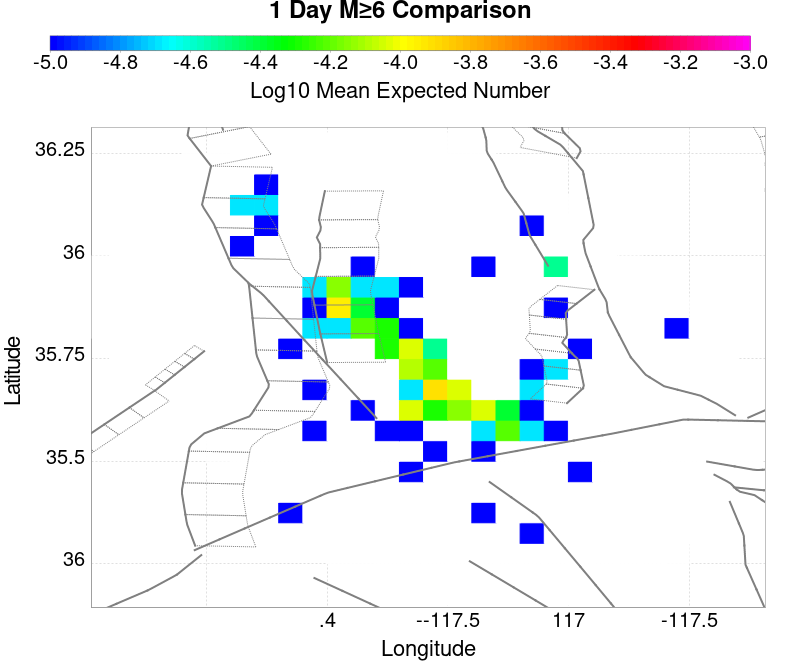 1 Day M≥6 Comparison
-5.0 -4.8 -4.6 -4.4 -4.2 -4.0 -3.8 -3.6 -3.4 -3.2 -3.0
Log10 Mean Expected Number
36.25
36
35.75
35.5
36
Latitude
.4 --117.5 117 -117.5
Longitude